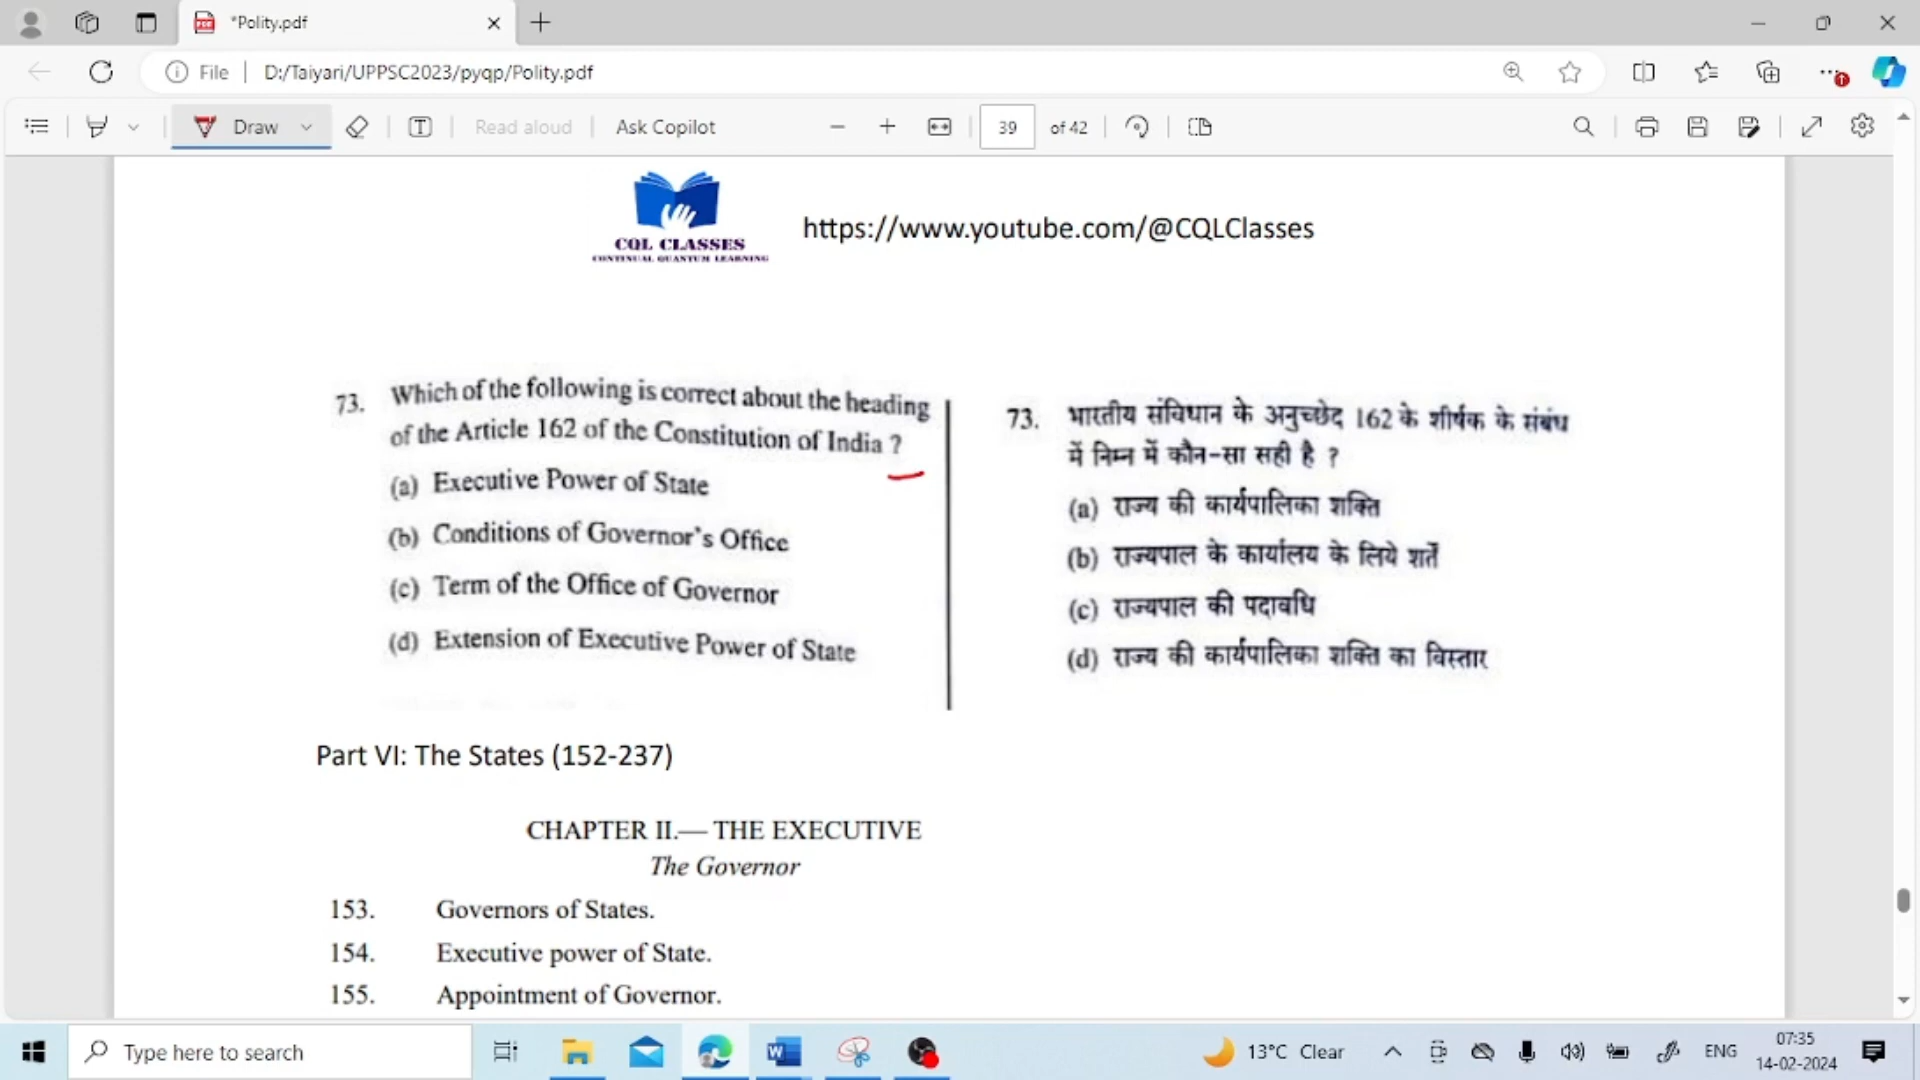 *Polity.pdf
File
D:/Taiyari/UPPSC2023/pyqp/Polity.pdf
Draw
Read aloud
Ask Copilot
39
of 42
CQL CLASSES
CONTINUAL QUANTUM LEARNING
https://www.youtube.com/@CQLClasses
73. Which of the following is correct about the heading
of the Article 162 of the Constitution of India ?
(a) Executive Power of State
(b) Conditions of Governor's Office
(c) Term of the Office of Governor
(d) Extension of Executive Power of State
73. भारतीय संविधान के अनुच्छेद 162 के शीर्षक के संबंध
में निम्न में कौन-सा सही है ?
(a) राज्य की कार्यपालिका शक्ति
(b) राज्यपाल के कार्यालय के लिये शर्तें
(c) राज्यपाल की पदावधि
(d) राज्य की कार्यपालिका शक्ति का विस्तार
Part VI: The States (152-237)
CHAPTER II.— THE EXECUTIVE
The Governor
153. Governors of States.
154. Executive power of State.
155. Appointment of Governor.
Type here to search
13°C Clear
ENG
07:35
14-02-2024